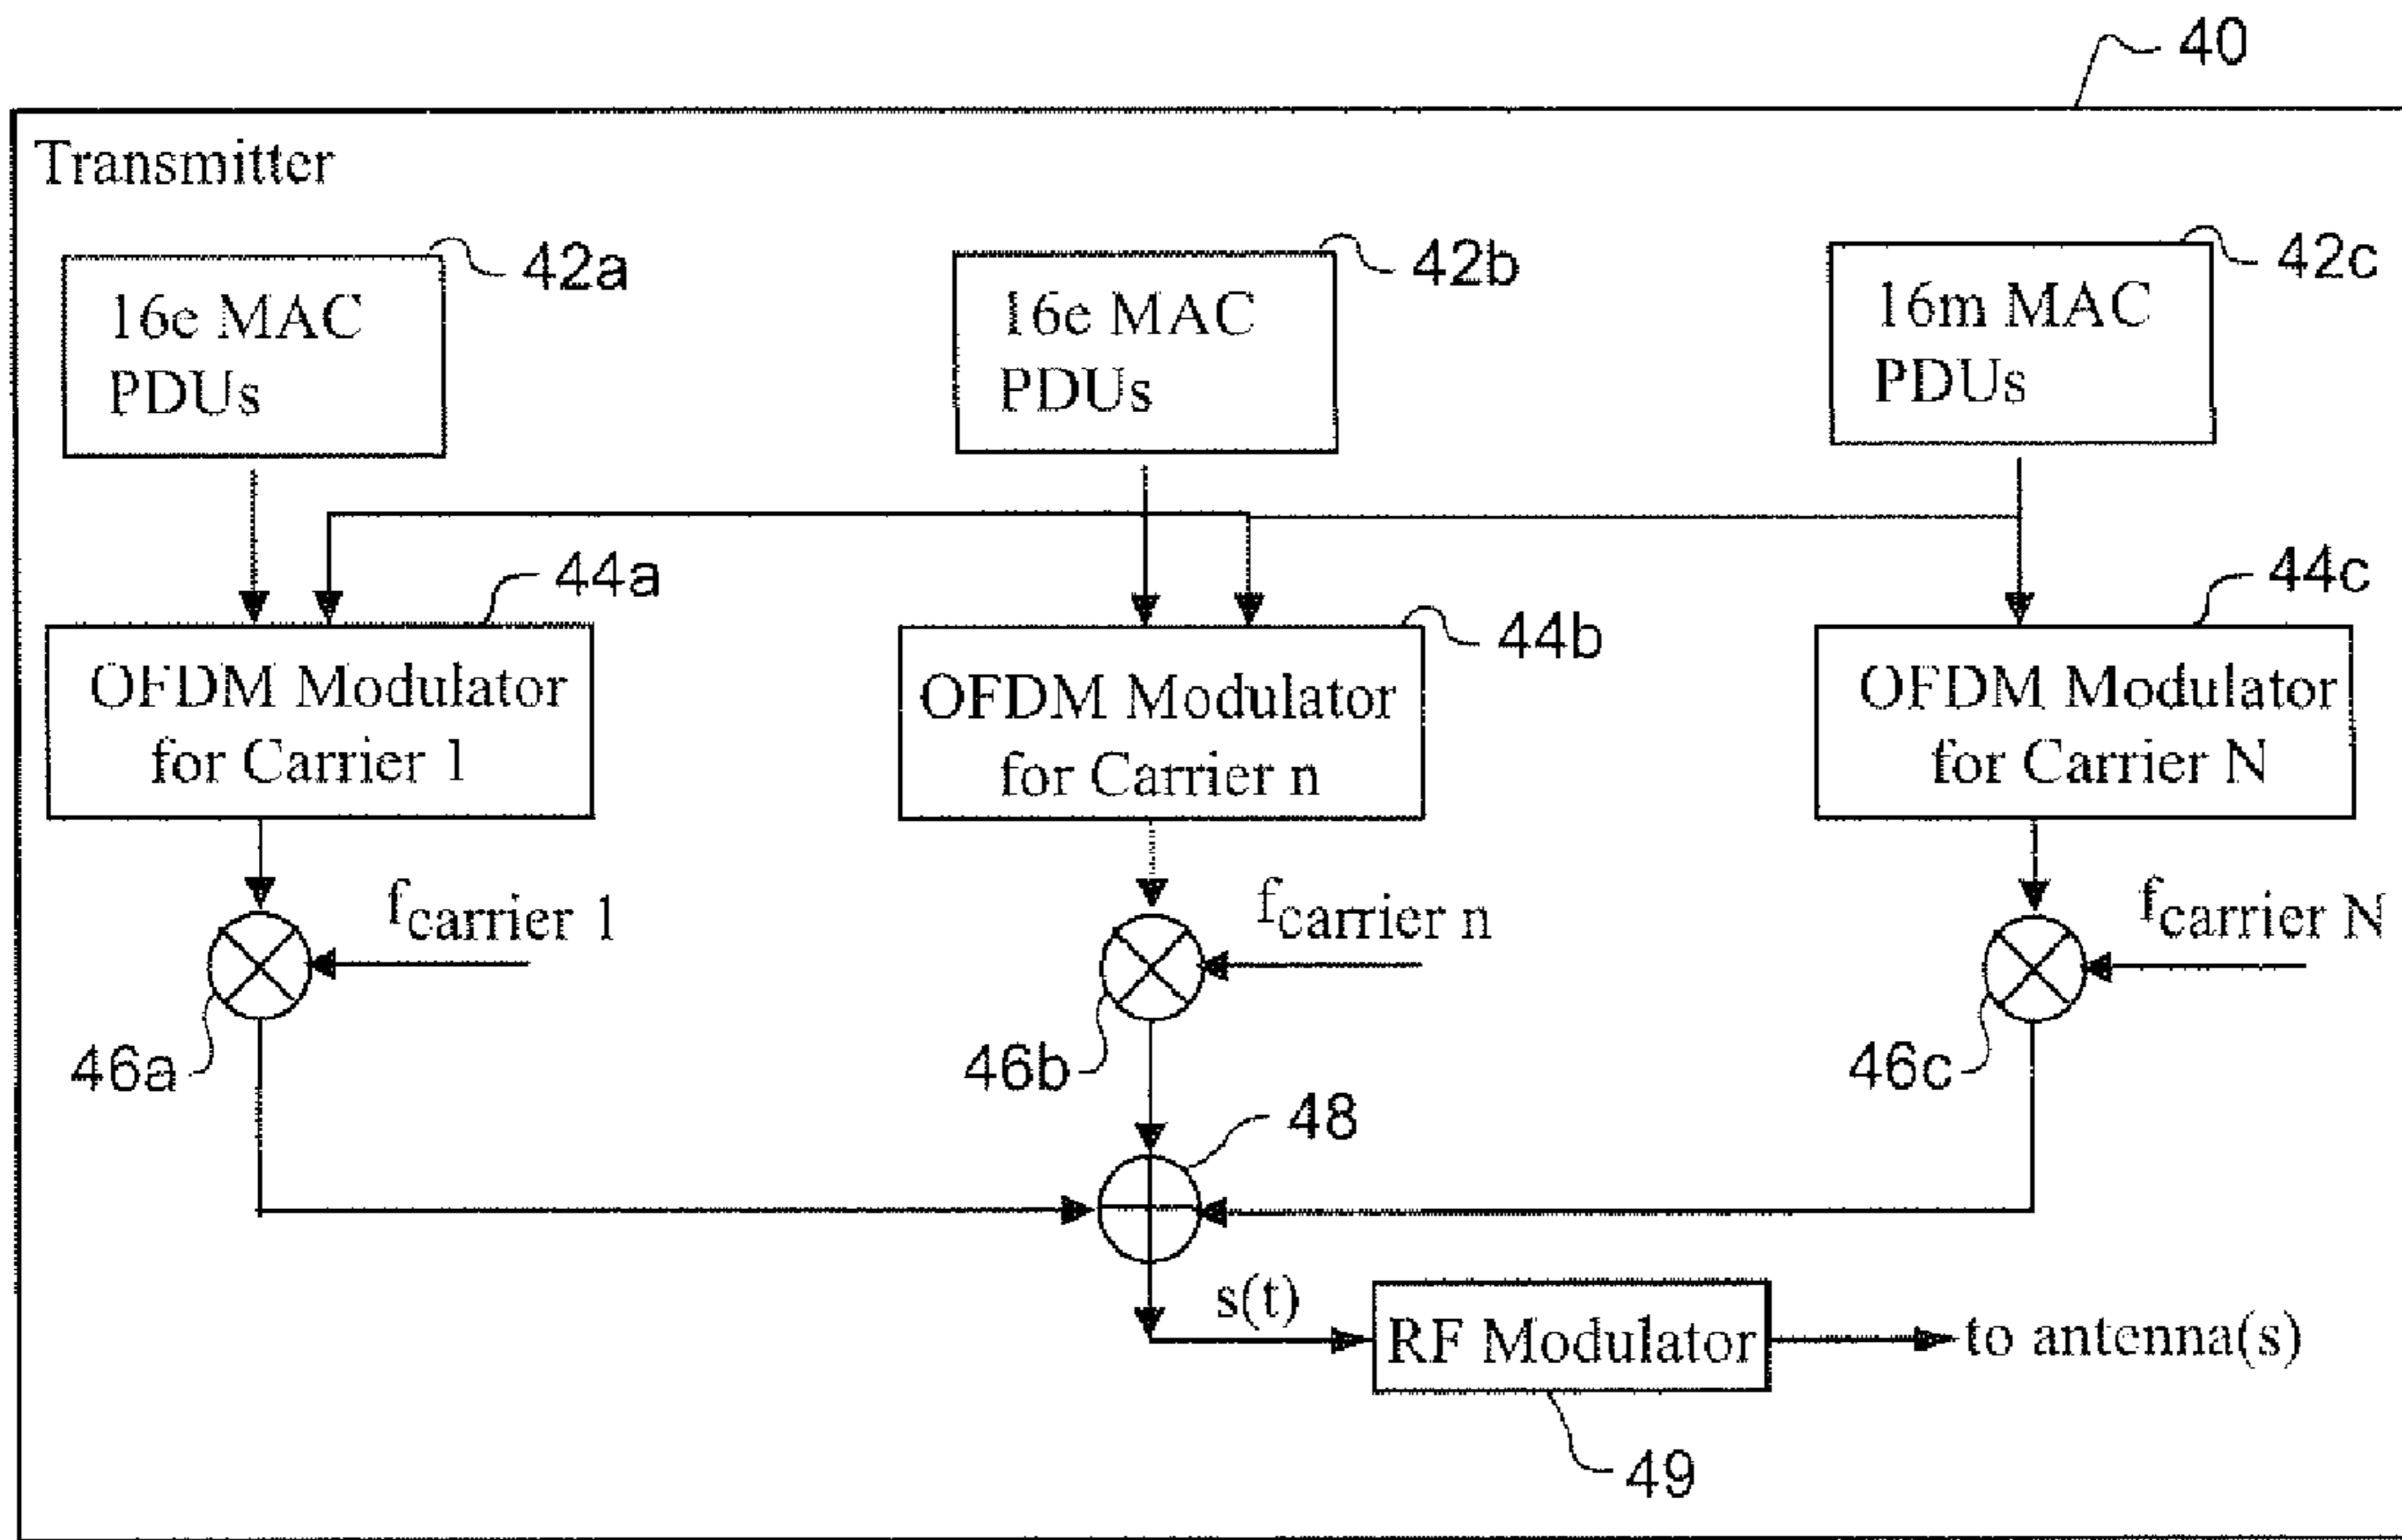 40
Transmitter
42a
42b
42c
16e MAC
PDUs
16e MAC
PDUs
16m MAC
PDUs
44a
44b
44c
OFDM Modulator
for Carrier 1
OFDM Modulator
for Carrier n
OFDM Modulator
for Carrier N
fcarrier 1
fcarrier n
fcarrier N
46a
46b
46c
48
s(t)
RF Modulator
to antenna(s)
49